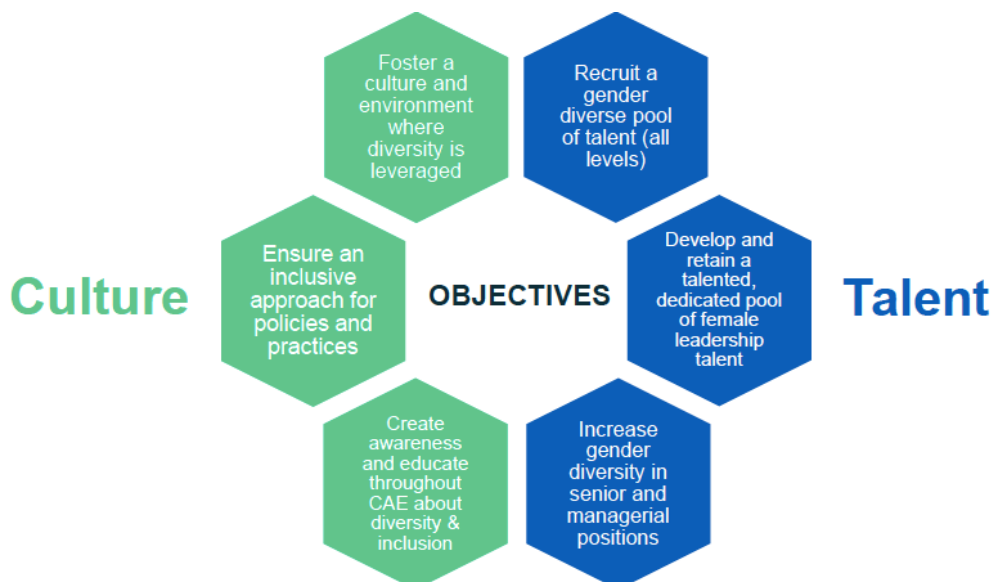 Foster a
culture and
environment
where
diversity is
leveraged
Recruit a
gender
diverse pool
of talent (all
levels)
Culture
Ensure an
inclusive
approach for
policies and
practices
OBJECTIVES
Develop and
retain a
talented,
dedicated pool
of female
leadership
talent
Talent
Create
awareness
and educate
throughout
CAE about
diversity &
inclusion
Increase
gender
diversity in
senior and
managerial
positions